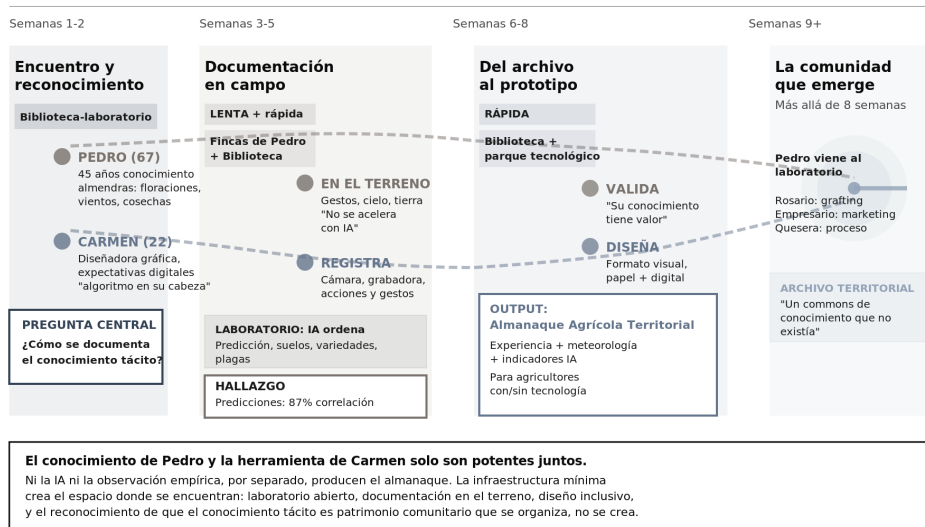 Semanas 1-2
Semanas 3-5
Semanas 6-8
Semanas 9+
Encuentro y
reconocimiento
Biblioteca-laboratorio
PEDRO (67)
45 años conocimiento
almendras: floraciones,
vientos, cosechas
CARMEN (22)
Diseñadora gráfica,
expectativas digitales
"algoritmo en su cabeza"
PREGUNTA CENTRAL
¿Cómo se documenta
el conocimiento tácito?
Documentación
en campo
LENTA + rápida
Fincas de Pedro
+ Biblioteca
EN EL TERRENO
Gestos, cielo, tierra
"No se acelera
con IA"
REGISTRA
Cámara, grabadora,
acciones y gestos
LABORATORIO: IA ordena
Predicción, suelos, variedades,
plagas
HALLAZGO
Predicciones: 87% correlación
Del archivo
al prototipo
RÁPIDA
Biblioteca +
parque tecnológico
VALIDA
"Su conocimiento
tiene valor"
DISEÑA
Formato visual,
papel + digital
OUTPUT:
Almanaque Agrícola Territorial
Experiencia + meteorología
+ indicadores IA
Para agricultores
con/sin tecnología
La comunidad
que emerge
Más allá de 8 semanas
Pedro viene al
laboratorio
Rosario: grafting
Empresario: marketing
Quesera: proceso
ARCHIVO TERRITORIAL
"Un commons de
conocimiento que no
existía"
El conocimiento de Pedro y la herramienta de Carmen solo son potentes juntos.
Ni la IA ni la observación empírica, por separado, producen el almanaque. La infraestructura mínima
crea el espacio donde se encuentran: laboratorio abierto, documentación en el terreno, diseño inclusivo,
y el reconocimiento de que el conocimiento tácito es patrimonio comunitario que se organiza, no se crea.